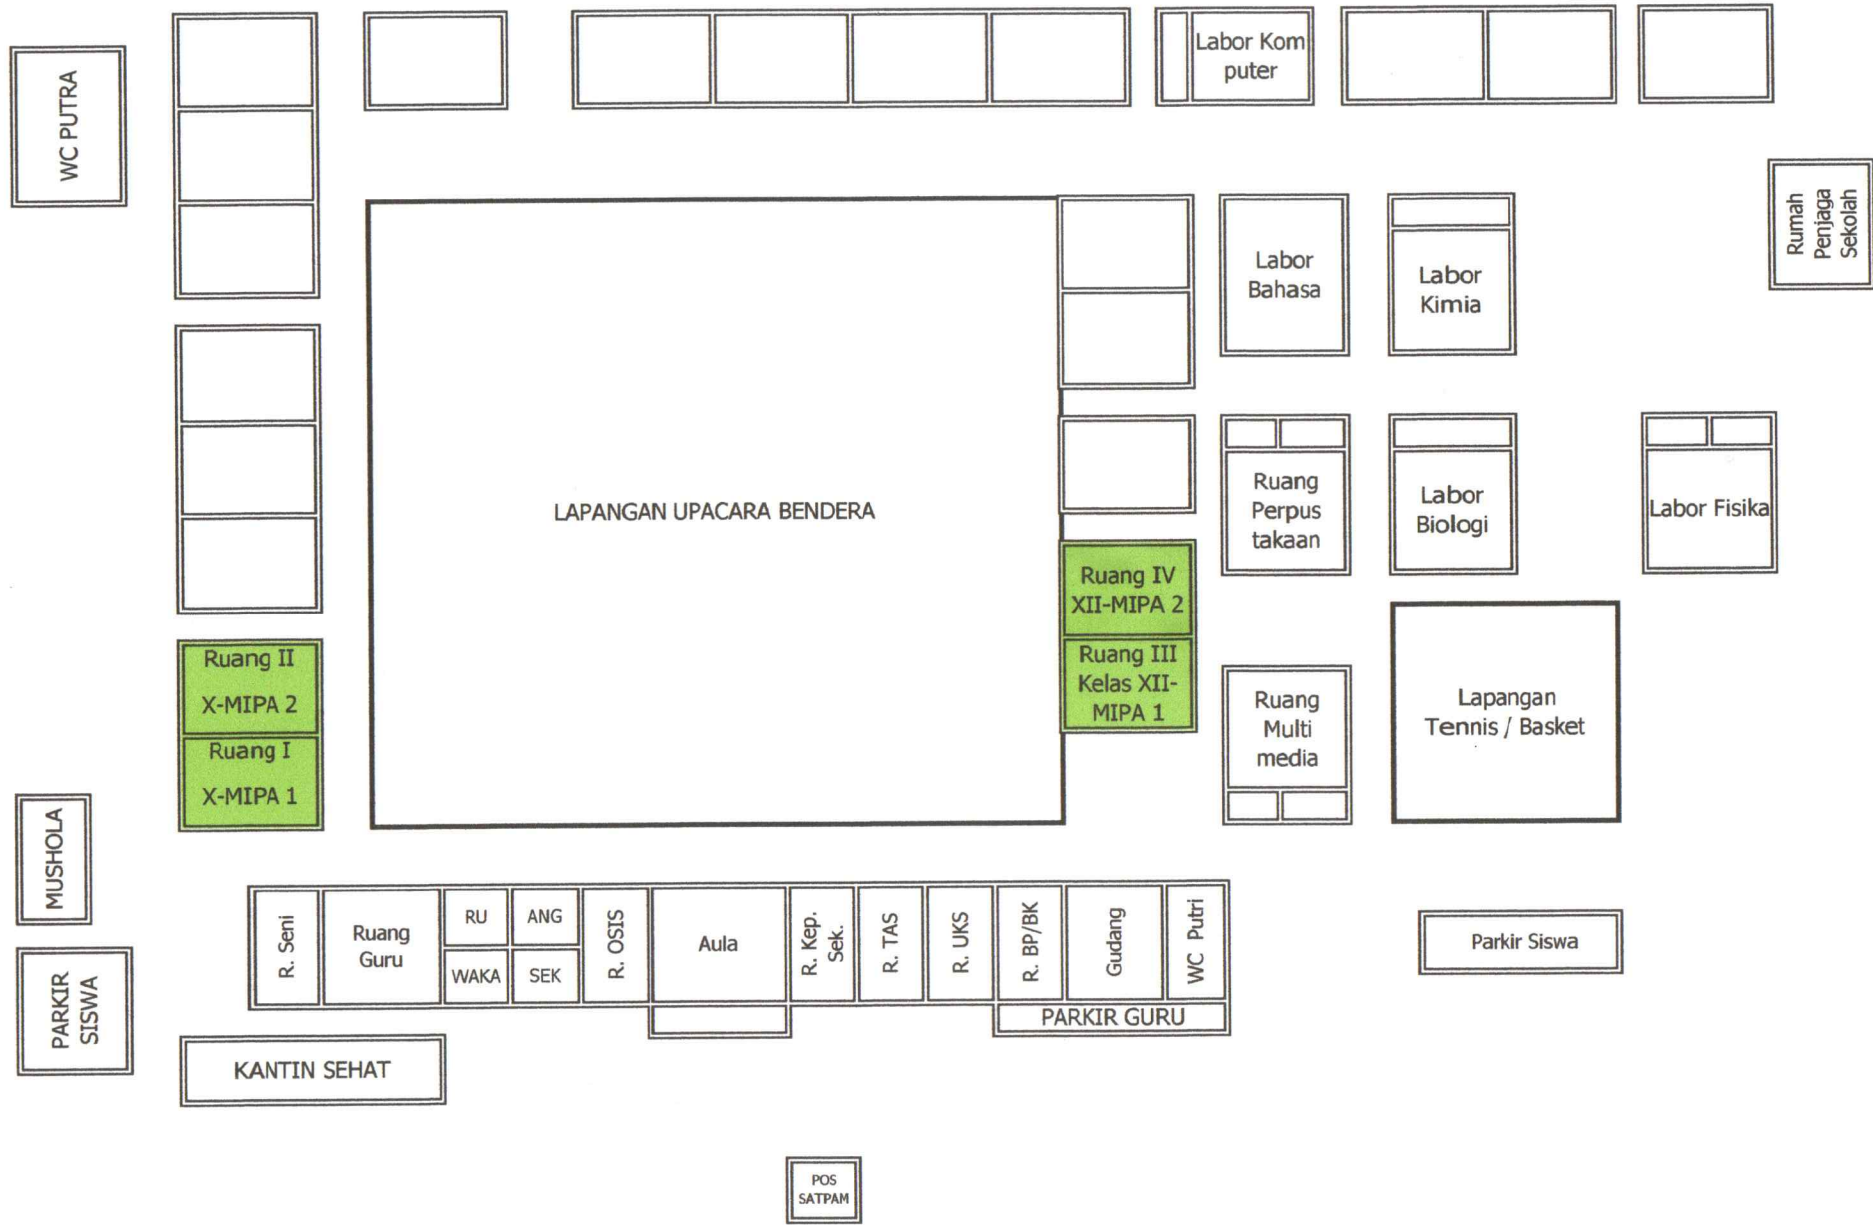 Labor Kom
puter
WC PUTRA
Rumah
Penjaga
Sekolah
Labor
Bahasa
Labor
Kimia
LAPANGAN UPACARA BENDERA
Ruang
Perpus
takaan
Labor
Biologi
Labor Fisika
Ruang IV
XII-MIPA 2
Ruang III
Kelas XII-
MIPA 1
Ruang II
X-MIPA 2
Ruang I
X-MIPA 1
Ruang
Multi
media
Lapangan
Tennis / Basket
MUSHOLA
PARKIR
SISWA
R. Seni
Ruang
Guru
RU
ANG
WAKA
SEK
R. OSIS
Aula
R. Kep.
Sek.
R. TAS
R. UKS
R. BP/BK
Gudang
WC Putri
PARKIR GURU
Parkir Siswa
KANTIN SEHAT
POS
SATPAM